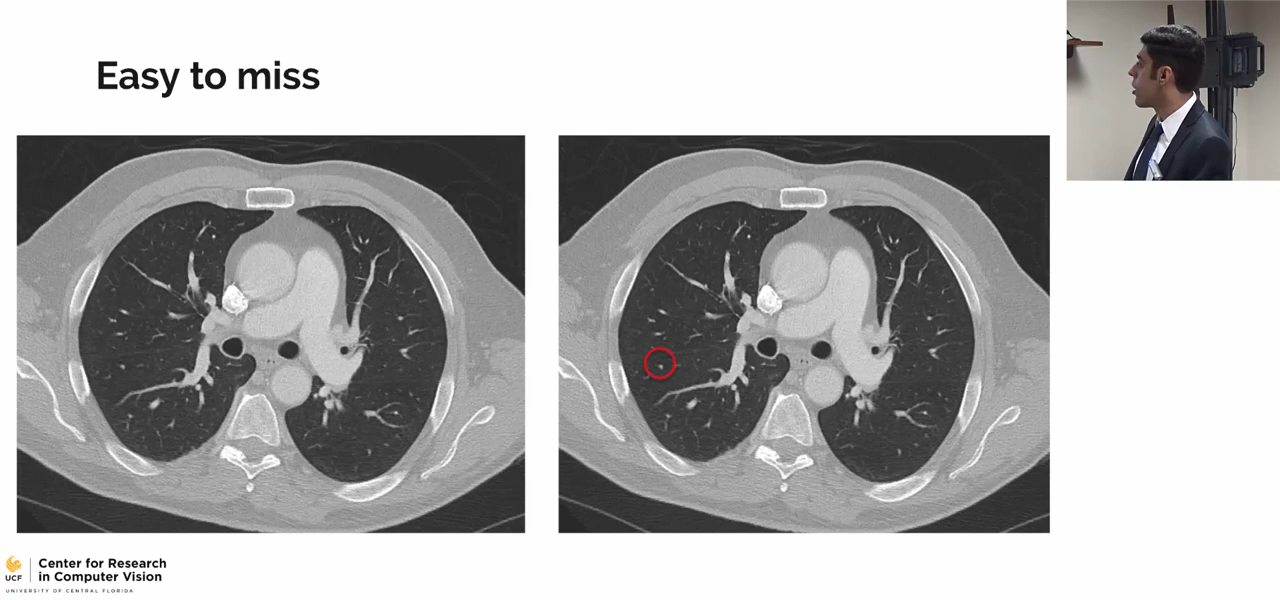 Easy to miss
UCF
Center for Research
in Computer Vision
UNIVERSITY OF CENTRAL FLORIDA